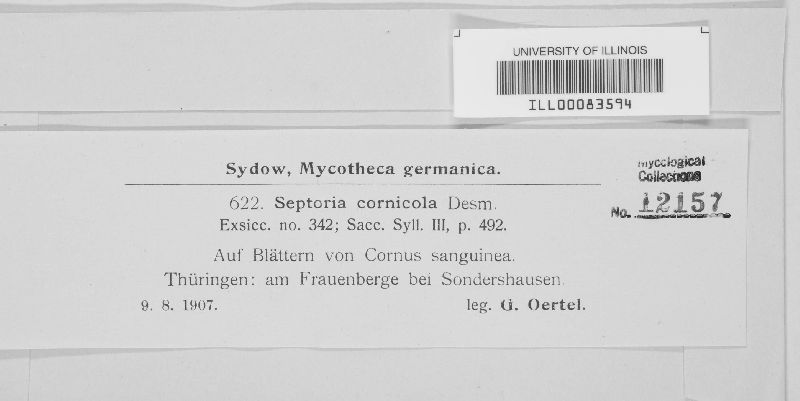 UNIVERSITY OF ILLINOIS
ILL00083594
Sydow, Mycotheca germanica.
mycological
Collections
No. 12157
622. Septoria cornicola Desm.
Exsicc. no. 342; Sacc. Syll. III, p. 492.
Auf Blättern von Cornus sanguinea.
Thüringen: am Frauenberge bei Sondershausen.
9. 8. 1907. leg. G. Oertel.